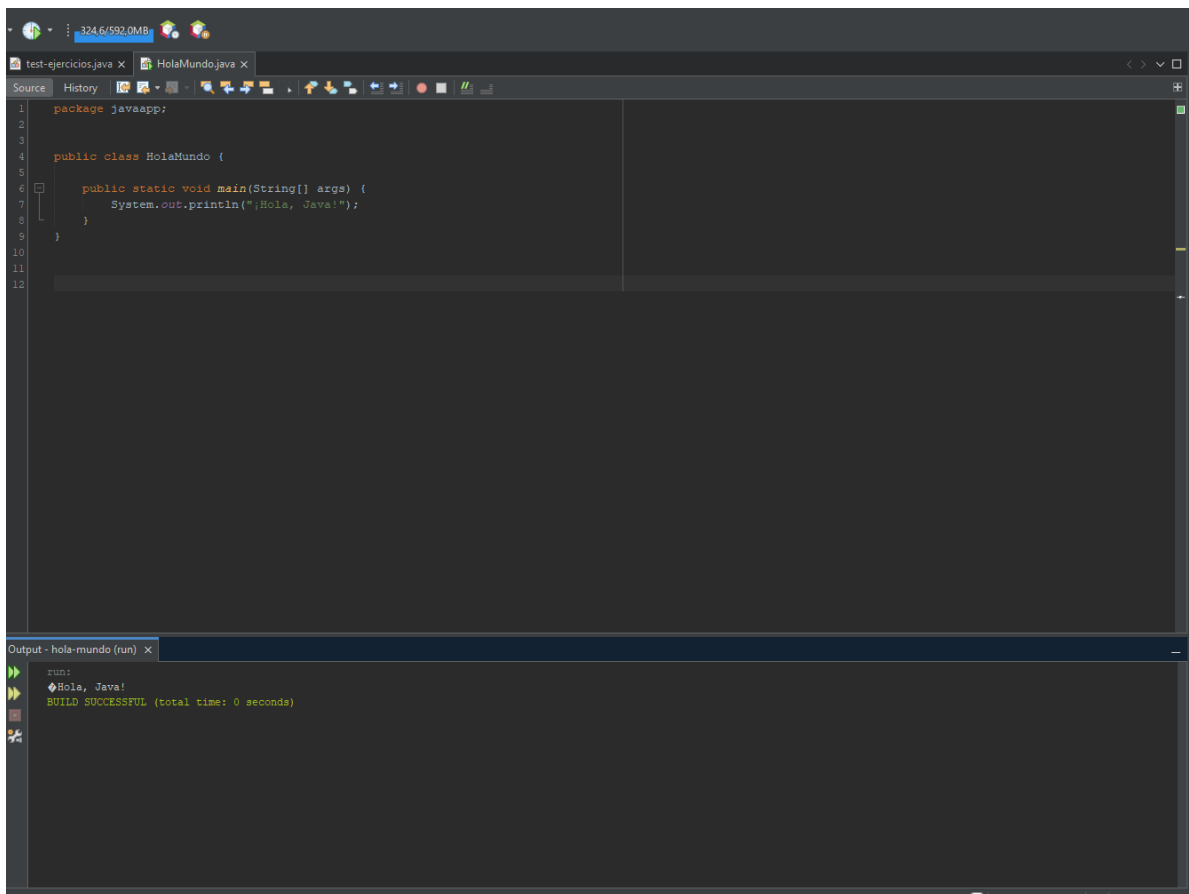 324,6/592,0MB
test-ejercicios.java HolaMundo.java
Source History
1 package javaapp;
2
3
4 public class HolaMundo {
5
6 public static void main(String[] args) {
7 System.out.println("¡Hola, Java!");
8 }
9 }
10
11
12
Output - hola-mundo (run)
run:
�Hola, Java!
BUILD SUCCESSFUL (total time: 0 seconds)